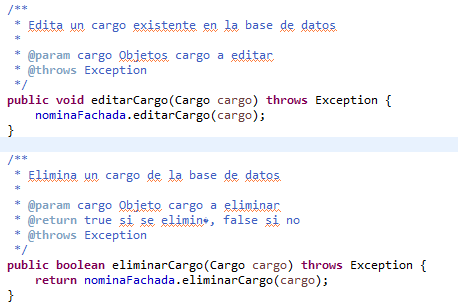 /**
 * Edita un cargo existente en la base de datos
 *
 * @param cargo Objetos cargo a editar
 * @throws Exception
 */
public void editarCargo(Cargo cargo) throws Exception {
    nominaFachada.editarCargo(cargo);
}
/**
 * Elimina un cargo de la base de datos
 *
 * @param cargo Objeto cargo a eliminar
 * @return true si se elimin�, false si no
 * @throws Exception
 */
public boolean eliminarCargo(Cargo cargo) throws Exception {
    return nominaFachada.eliminarCargo(cargo);
}